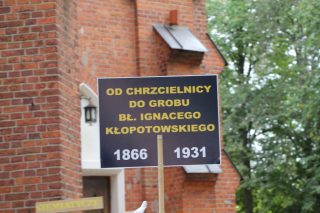 OD CHRZCIELNICY
DO GROBU
BŁ. IGNACEGO
KŁOPOTOWSKIEGO
1866 1931